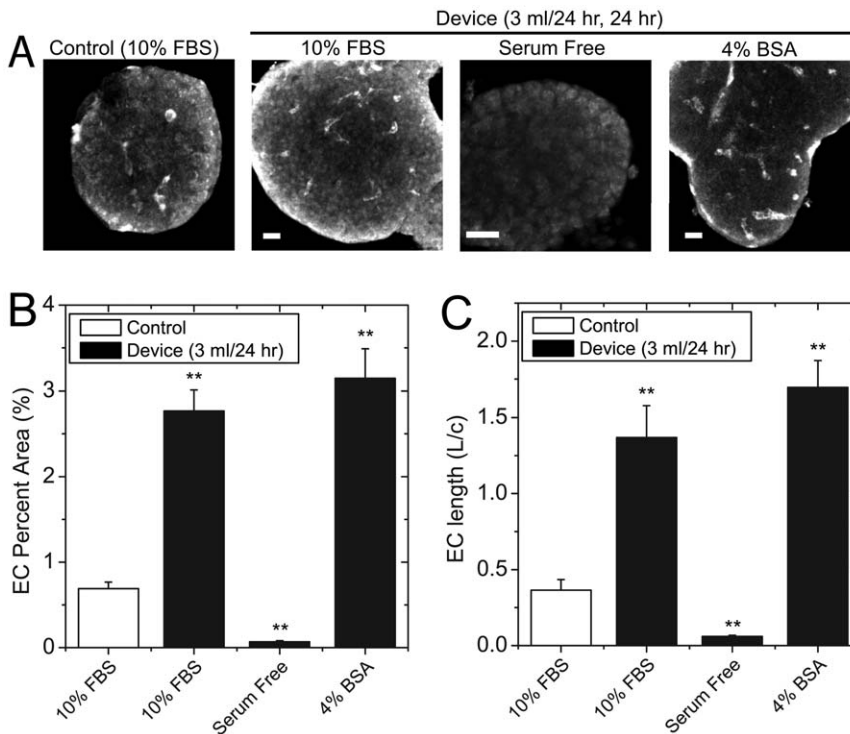 Device (3 ml/24 hr, 24 hr)
A
Control (10% FBS)
10% FBS
Serum Free
4% BSA
B
Control
Device (3 ml/24 hr)
EC Percent Area (%)
4
3
2
1
0
**
**
**
10% FBS
10% FBS
Serum Free
4% BSA
C
Control
Device (3 ml/24 hr)
EC length (L/c)
2.0
1.5
1.0
0.5
0.0
**
**
**
10% FBS
10% FBS
Serum Free
4% BSA